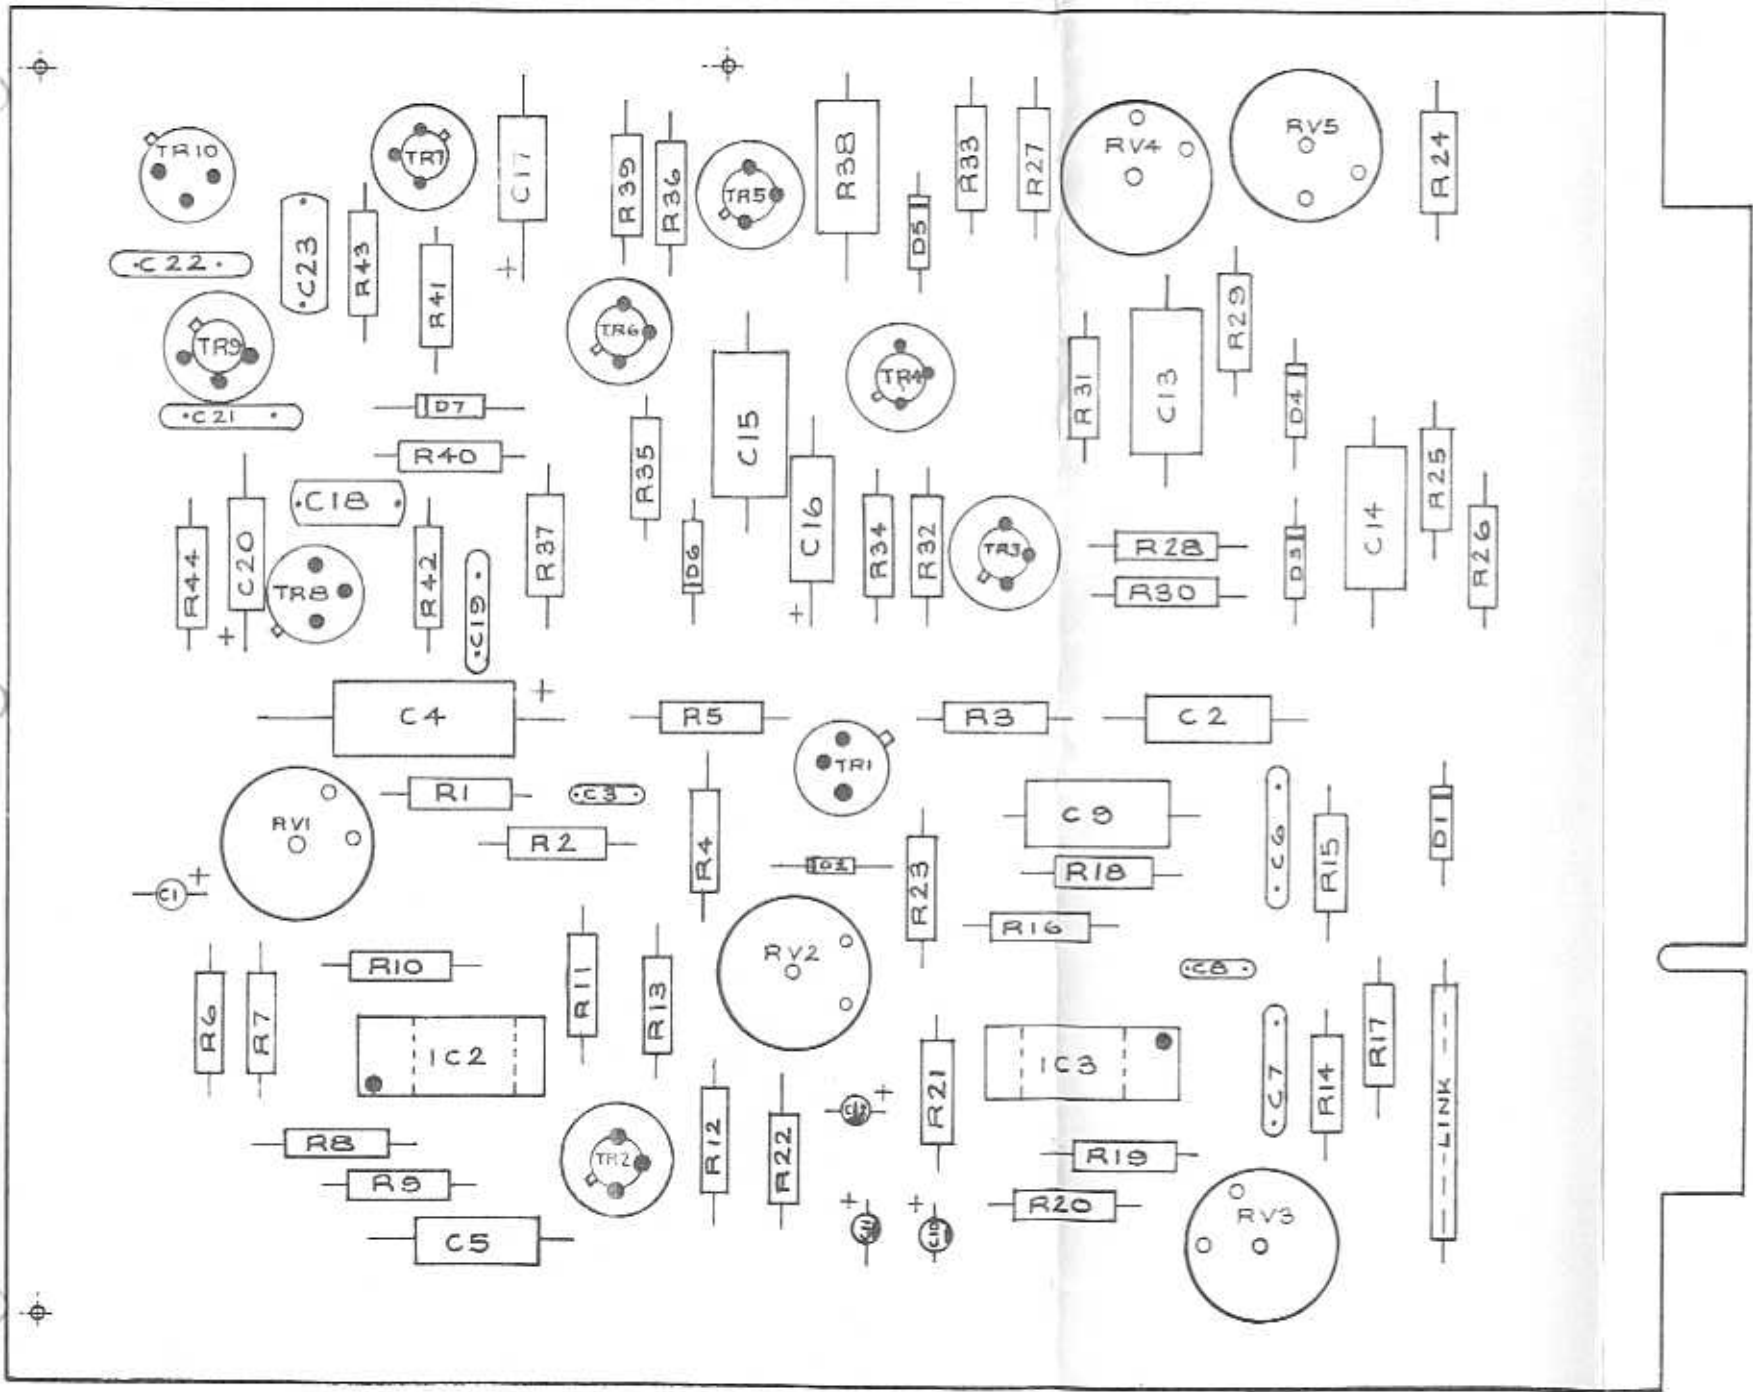 TR10
TR7
C17
R39
R36
TR5
R38
D5
R33
R27
RV4
RV5
R24
C22
C23
R43
R41
TR6
TR9
C21
D7
R40
R35
C15
TR4
R31
C13
R29
D4
R25
C18
R44
C20
TR8
R42
C19
R37
D6
C16
R34
R32
TR3
R28
R30
D3
C14
R26
+
+
+
C4
+
R5
R3
C2
TR1
RV1
R1
C3
R2
R4
D2
R23
C9
R18
C6
R15
D1
C1
+
R16
R10
R11
R13
RV2
C8
R6
R7
IC2
R21
IC3
C7
R14
R17
LINK
R8
R9
TR2
R12
R22
C12
+
R19
R20
C5
+
C11
+
C10
RV3